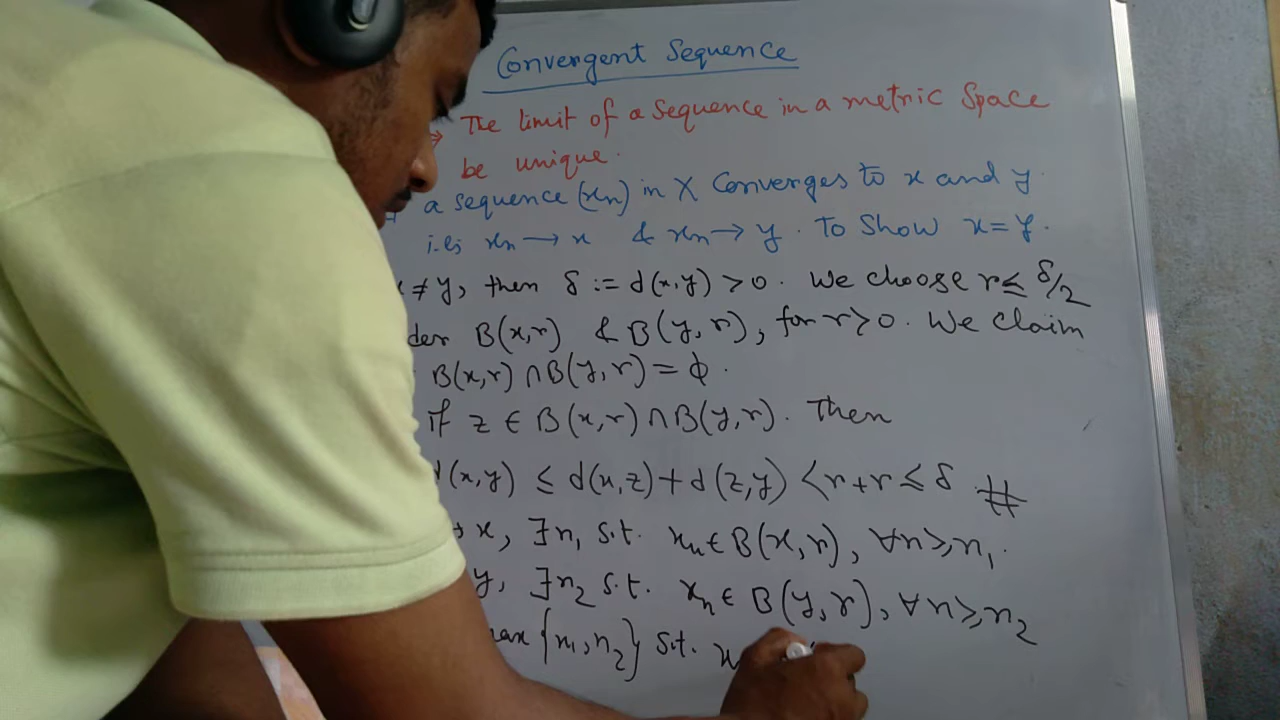 Convergent Sequence
⇒ The limit of a sequence in a metric space
be unique.
a sequence (xn) in X Converges to x and y.
i.e; xn → x & xn → y. To Show x = y.
≠ y, then δ := d(x,y) > 0. We choose r ≤ δ/2
B(x,r) & B(y,r), for r > 0. We Claim
B(x,r) ∩ B(y,r) = ϕ.
if z ∈ B(x,r) ∩ B(y,r). Then
d(x,y) ≤ d(x,z) + d(z,y) < r + r ≤ δ #
→ x, ∃ n₁ s.t. xn ∈ B(x,r), ∀ n ≥ n₁.
y, ∃ n₂ s.t. xn ∈ B(y,r), ∀ n ≥ n₂
{n₁, n₂} s.t. x